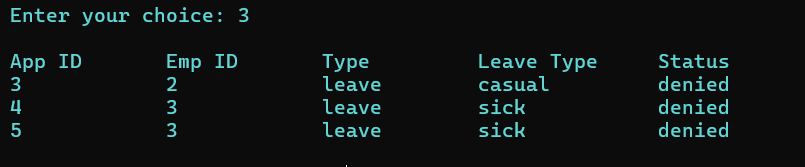 Enter your choice: 3
App ID Emp ID Type Leave Type Status
3 2 leave casual denied
4 3 leave sick denied
5 3 leave sick denied